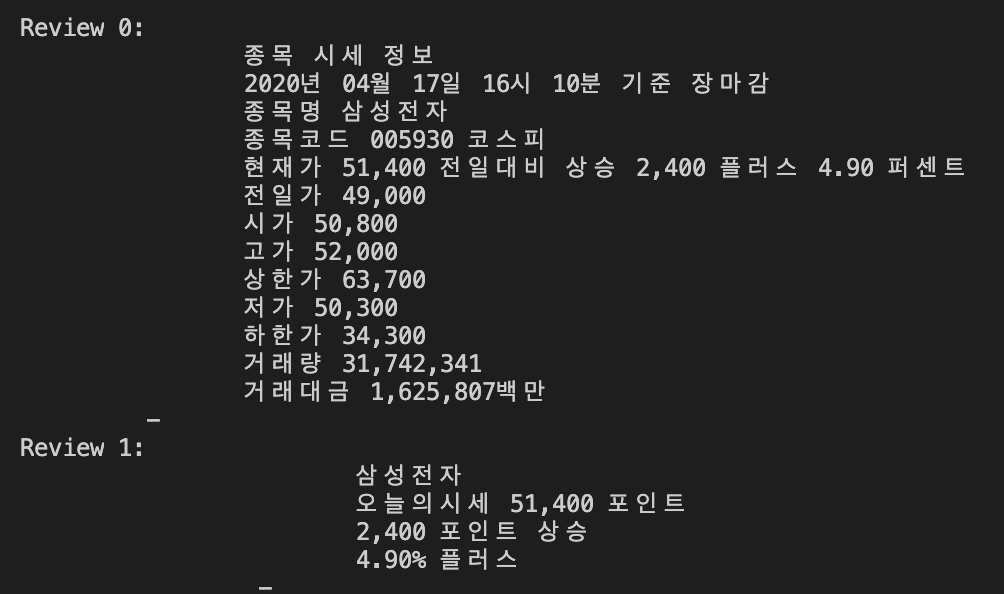 Review 0:
종목 시세 정보
2020년 04월 17일 16시 10분 기준 장마감
종목명 삼성전자
종목코드 005930 코스피
현재가 51,400 전일대비 상승 2,400 플러스 4.90 퍼센트
전일가 49,000
시가 50,800
고가 52,000
상한가 63,700
저가 50,300
하한가 34,300
거래량 31,742,341
거래대금 1,625,807백만
_
Review 1:
삼성전자
오늘의시세 51,400 포인트
2,400 포인트 상승
4.90% 플러스
_